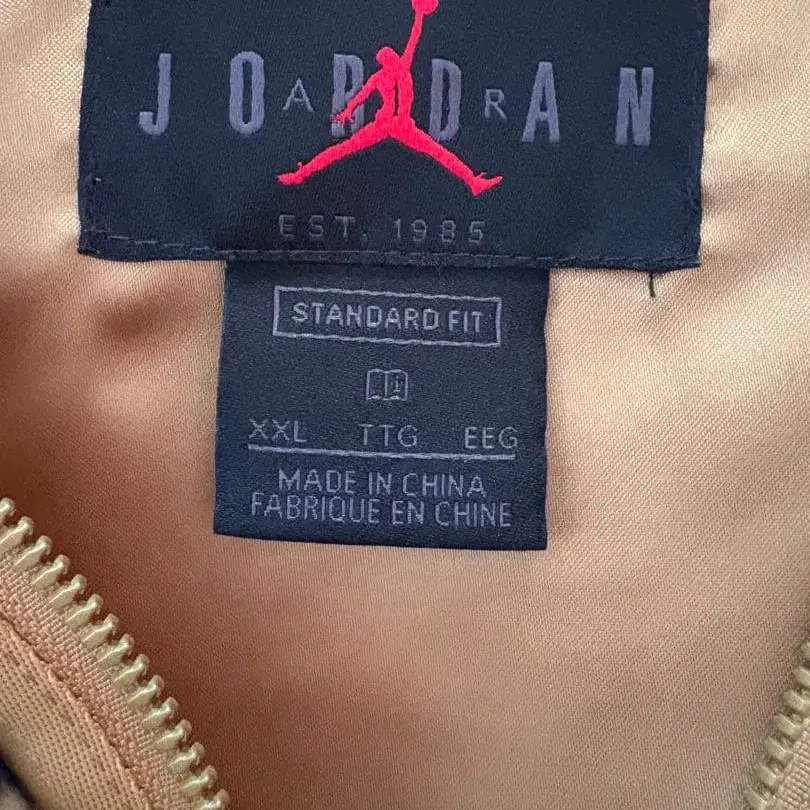 JORDAN
AIR
EST. 1985
STANDARD FIT
XXL TTG EEG
MADE IN CHINA
FABRIQUE EN CHINE